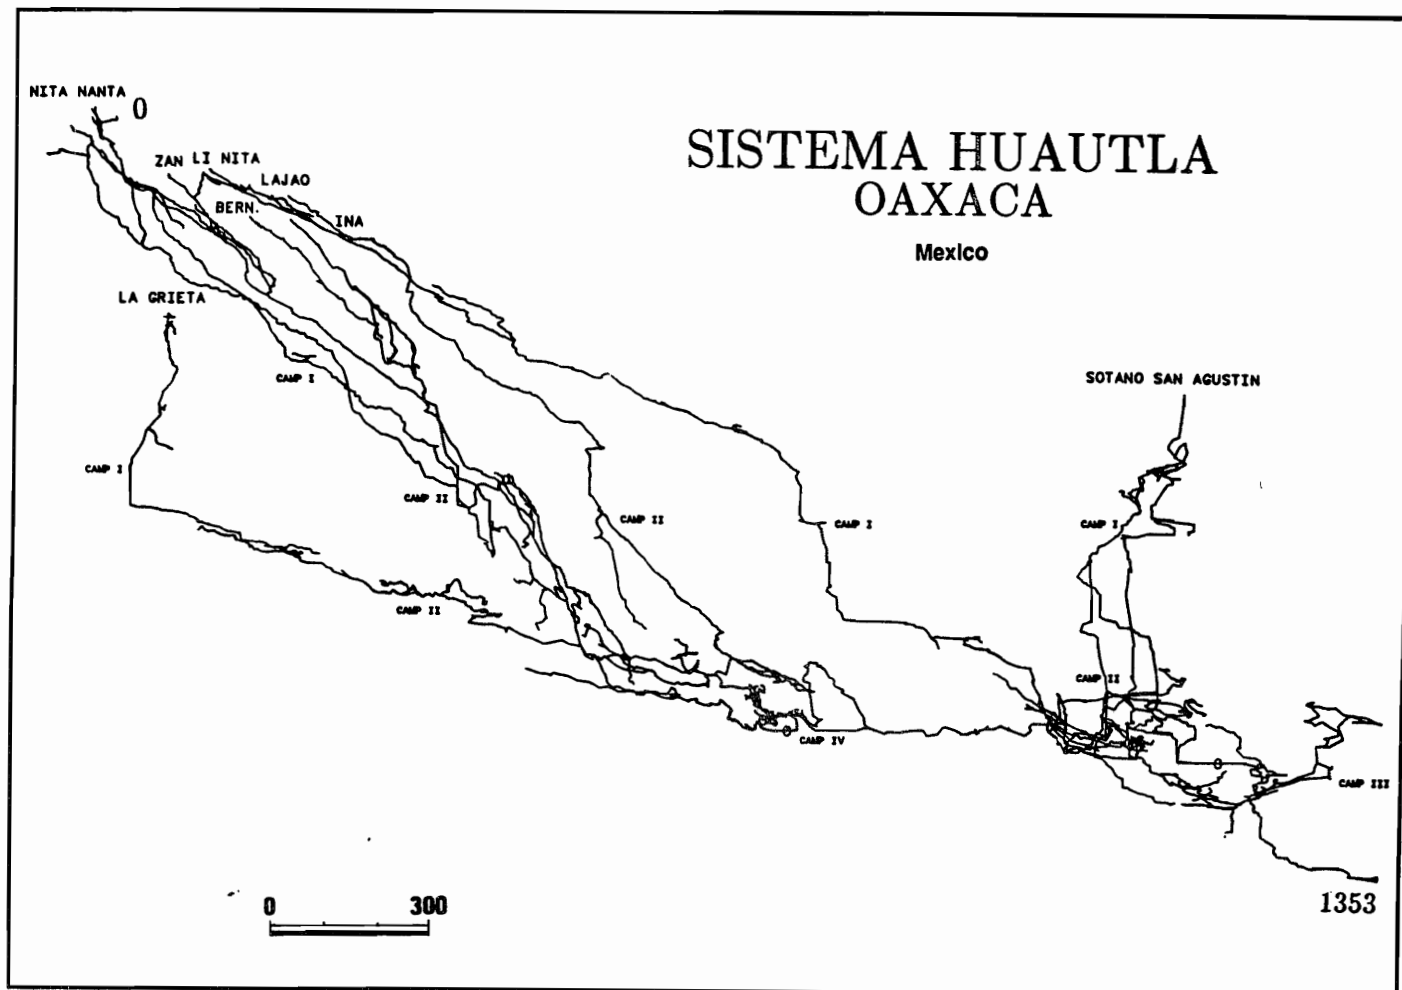 SISTEMA HUAUTLA
OAXACA
Mexico
NITA NANTA
0
ZAN LI NITA
LAJAO
BERN.
INA
LA GRIETA
CAMP I
SOTANO SAN AGUSTIN
CAMP I
CAMP II
CAMP II
CAMP I
CAMP I
CAMP II
CAMP II
CAMP IV
CAMP III
0 300
1353